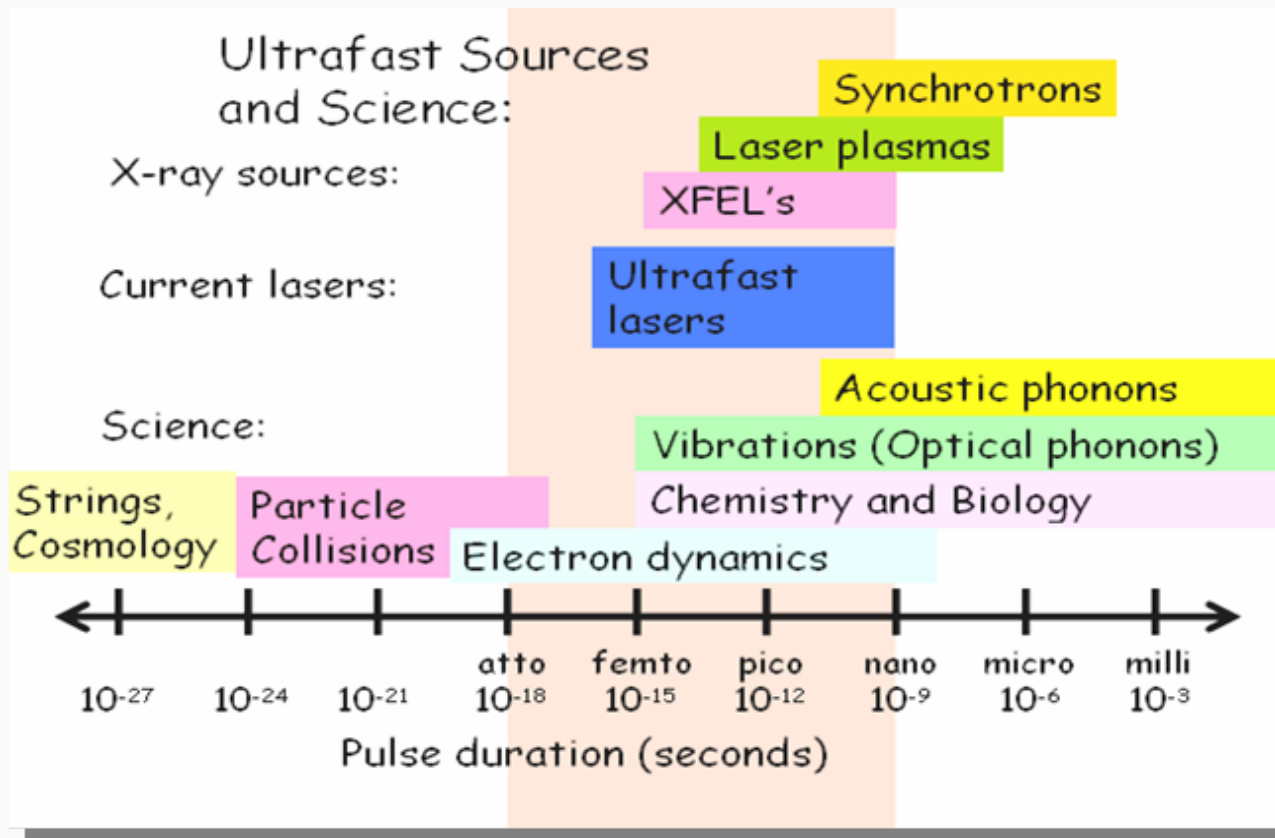 Ultrafast Sources
and Science:
Synchrotrons
Laser plasmas
X-ray sources:
XFEL's
Current lasers:
Ultrafast
lasers
Acoustic phonons
Science:
Vibrations (Optical phonons)
Strings,
Cosmology
Particle
Collisions
Chemistry and Biology
Electron dynamics
atto femto pico nano micro milli
10⁻²⁷ 10⁻²⁴ 10⁻²¹ 10⁻¹⁸ 10⁻¹⁵ 10⁻¹² 10⁻⁹ 10⁻⁶ 10⁻³
Pulse duration (seconds)